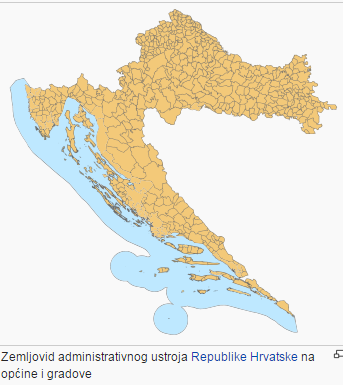 Zemljovid administrativnog ustroja Republike Hrvatske na
općine i gradove